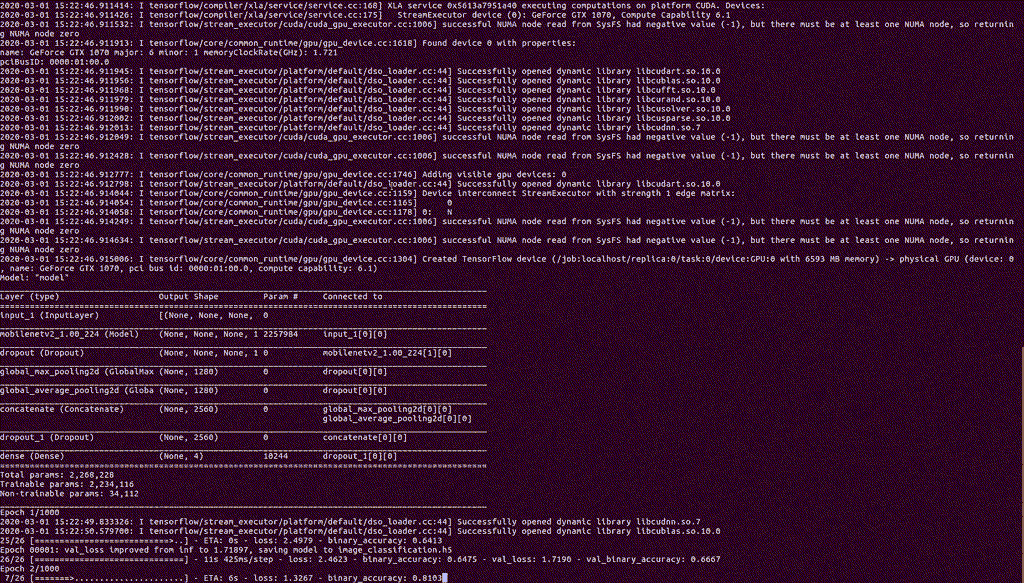 2020-03-01 15:22:46.911414: I tensorflow/compiler/xla/service/service.cc:168] XLA service 0x5613a7951a40 executing computations on platform CUDA. Devices:
2020-03-01 15:22:46.911426: I tensorflow/compiler/xla/service/service.cc:175]   StreamExecutor device (0): GeForce GTX 1070, Compute Capability 6.1
2020-03-01 15:22:46.911532: I tensorflow/stream_executor/cuda/cuda_gpu_executor.cc:1006] successful NUMA node read from SysFS had negative value (-1), but there must be at least one NUMA node, so returnin
g NUMA node zero
2020-03-01 15:22:46.911913: I tensorflow/core/common_runtime/gpu/gpu_device.cc:1618] Found device 0 with properties:
name: GeForce GTX 1070 major: 6 minor: 1 memoryClockRate(GHz): 1.721
pciBusID: 0000:01:00.0
2020-03-01 15:22:46.911945: I tensorflow/stream_executor/platform/default/dso_loader.cc:44] Successfully opened dynamic library libcudart.so.10.0
2020-03-01 15:22:46.911956: I tensorflow/stream_executor/platform/default/dso_loader.cc:44] Successfully opened dynamic library libcublas.so.10.0
2020-03-01 15:22:46.911968: I tensorflow/stream_executor/platform/default/dso_loader.cc:44] Successfully opened dynamic library libcufft.so.10.0
2020-03-01 15:22:46.911979: I tensorflow/stream_executor/platform/default/dso_loader.cc:44] Successfully opened dynamic library libcurand.so.10.0
2020-03-01 15:22:46.911990: I tensorflow/stream_executor/platform/default/dso_loader.cc:44] Successfully opened dynamic library libcusolver.so.10.0
2020-03-01 15:22:46.912002: I tensorflow/stream_executor/platform/default/dso_loader.cc:44] Successfully opened dynamic library libcusparse.so.10.0
2020-03-01 15:22:46.912013: I tensorflow/stream_executor/platform/default/dso_loader.cc:44] Successfully opened dynamic library libcudnn.so.7
2020-03-01 15:22:46.912049: I tensorflow/stream_executor/cuda/cuda_gpu_executor.cc:1006] successful NUMA node read from SysFS had negative value (-1), but there must be at least one NUMA node, so returnin
g NUMA node zero
2020-03-01 15:22:46.912428: I tensorflow/stream_executor/cuda/cuda_gpu_executor.cc:1006] successful NUMA node read from SysFS had negative value (-1), but there must be at least one NUMA node, so returnin
g NUMA node zero
2020-03-01 15:22:46.912777: I tensorflow/core/common_runtime/gpu/gpu_device.cc:1746] Adding visible gpu devices: 0
2020-03-01 15:22:46.912798: I tensorflow/stream_executor/platform/default/dso_loader.cc:44] Successfully opened dynamic library libcudart.so.10.0
2020-03-01 15:22:46.914044: I tensorflow/core/common_runtime/gpu/gpu_device.cc:1159] Device interconnect StreamExecutor with strength 1 edge matrix:
2020-03-01 15:22:46.914054: I tensorflow/core/common_runtime/gpu/gpu_device.cc:1165]      0
2020-03-01 15:22:46.914058: I tensorflow/core/common_runtime/gpu/gpu_device.cc:1178] 0:   N
2020-03-01 15:22:46.914249: I tensorflow/stream_executor/cuda/cuda_gpu_executor.cc:1006] successful NUMA node read from SysFS had negative value (-1), but there must be at least one NUMA node, so returnin
g NUMA node zero
2020-03-01 15:22:46.914634: I tensorflow/stream_executor/cuda/cuda_gpu_executor.cc:1006] successful NUMA node read from SysFS had negative value (-1), but there must be at least one NUMA node, so returnin
g NUMA node zero
2020-03-01 15:22:46.915006: I tensorflow/core/common_runtime/gpu/gpu_device.cc:1304] Created TensorFlow device (/job:localhost/replica:0/task:0/device:GPU:0 with 6593 MB memory) -> physical GPU (device: 0
, name: GeForce GTX 1070, pci bus id: 0000:01:00.0, compute capability: 6.1)
Model: "model"
Layer (type)                    Output Shape         Param #     Connected to
input_1 (InputLayer)            [(None, None, None,  0
mobilenetv2_1.00_224 (Model)    (None, None, None, 1 2257984     input_1[0][0]
dropout (Dropout)               (None, None, None, 1 0           mobilenetv2_1.00_224[1][0]
global_max_pooling2d (GlobalMax (None, 1280)         0           dropout[0][0]
global_average_pooling2d (Globa (None, 1280)         0           dropout[0][0]
concatenate (Concatenate)       (None, 2560)         0           global_max_pooling2d[0][0]
global_average_pooling2d[0][0]
dropout_1 (Dropout)             (None, 2560)         0           concatenate[0][0]
dense (Dense)                   (None, 4)            10244       dropout_1[0][0]
Total params: 2,268,228
Trainable params: 2,234,116
Non-trainable params: 34,112
Epoch 1/1000
2020-03-01 15:22:49.833326: I tensorflow/stream_executor/platform/default/dso_loader.cc:44] Successfully opened dynamic library libcudnn.so.7
2020-03-01 15:22:50.579700: I tensorflow/stream_executor/platform/default/dso_loader.cc:44] Successfully opened dynamic library libcublas.so.10.0
25/26 [===========================>..] - ETA: 0s - loss: 2.4979 - binary_accuracy: 0.6413
Epoch 00001: val_loss improved from inf to 1.71897, saving model to image_classification.h5
26/26 [==============================] - 11s 425ms/step - loss: 2.4623 - binary_accuracy: 0.6475 - val_loss: 1.7190 - val_binary_accuracy: 0.6667
Epoch 2/1000
7/26 [=======>......................] - ETA: 6s - loss: 1.3267 - binary_accuracy: 0.8103